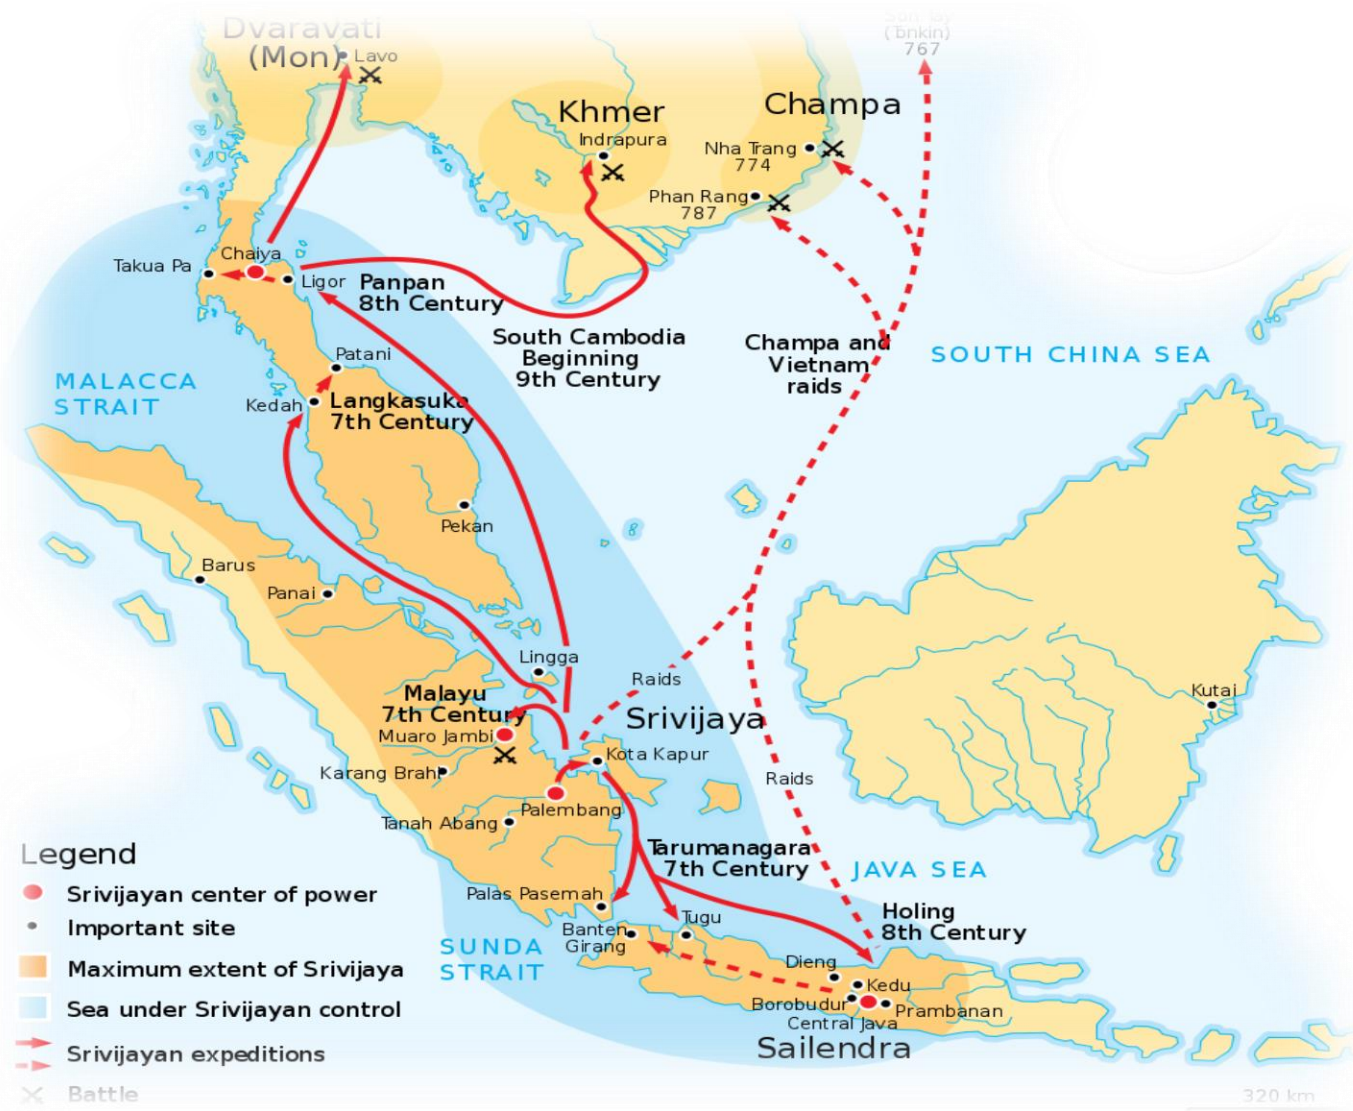 Dvaravati
(Mon)
Lavo
(Tonkin)
767
Khmer
Indrapura
Champa
Nha Trang
774
Phan Rang
787
Chaiya
Takua Pa
Ligor
Panpan
8th Century
South Cambodia
Beginning
9th Century
Champa and
Vietnam
raids
SOUTH CHINA SEA
MALACCA
STRAIT
Patani
Kedah
Langkasuka
7th Century
Pekan
Barus
Panai
Lingga
Raids
Malayu
7th Century
Muaro Jambi
Srivijaya
Kota Kapur
Karang Brahi
Palembang
Tanah Abang
Kutai
Raids
Tarumanagara
7th Century
JAVA SEA
Palas Pasemah
Tugu
Holing
8th Century
Banten
Girang
SUNDA
STRAIT
Dieng
Kedu
Borobudur
Prambanan
Central Java
Sailendra
Legend
Srivijayan center of power
Important site
Maximum extent of Srivijaya
Sea under Srivijayan control
Srivijayan expeditions
Battle
320 km